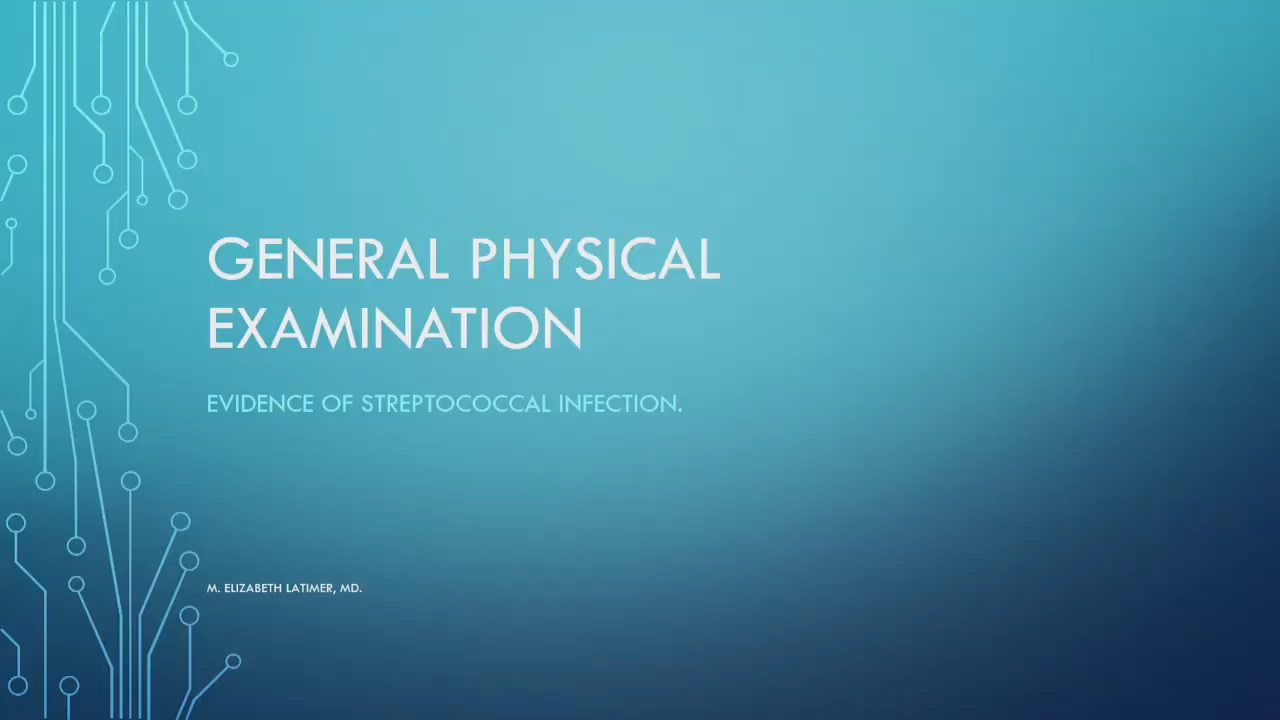 GENERAL PHYSICAL
EXAMINATION
EVIDENCE OF STREPTOCOCCAL INFECTION.
M. ELIZABETH LATIMER, MD.